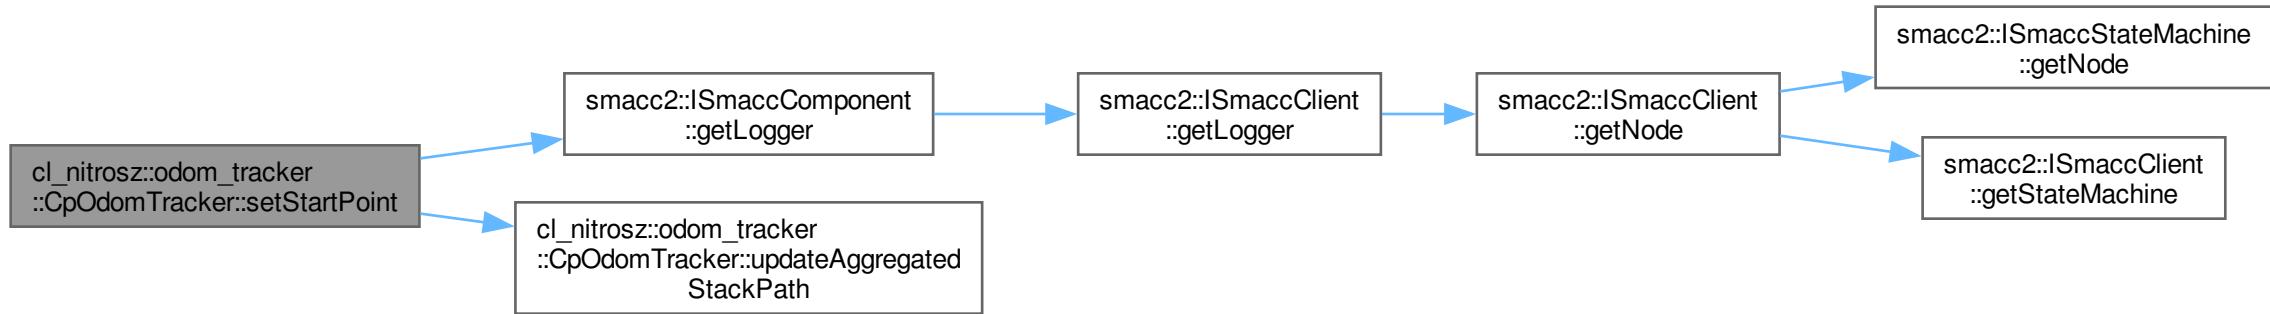 cl_nitrosz::odom_tracker
::CpOdomTracker::setStartPoint
smacc2::ISmaccComponent
::getLogger
smacc2::ISmaccClient
::getLogger
smacc2::ISmaccClient
::getNode
smacc2::ISmaccStateMachine
::getNode
smacc2::ISmaccClient
::getStateMachine
cl_nitrosz::odom_tracker
::CpOdomTracker::updateAggregated
StackPath